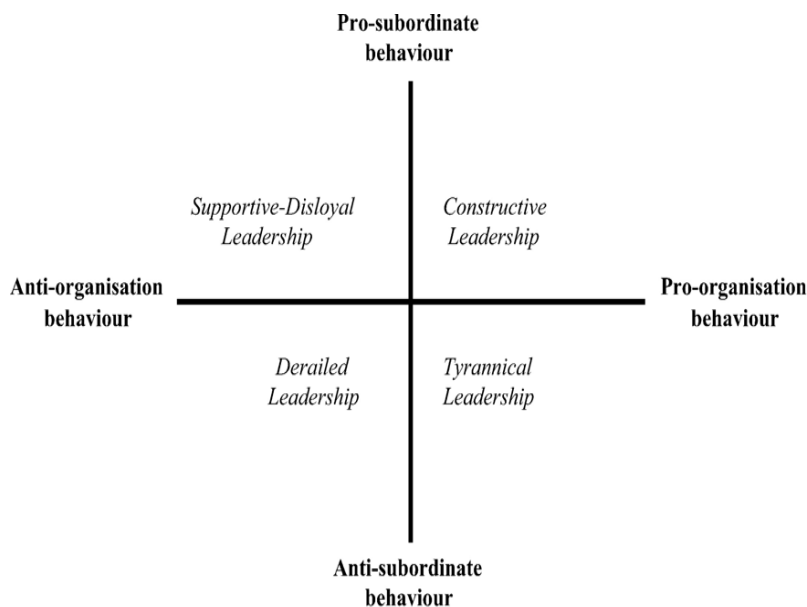 Pro-subordinate
behaviour
Supportive-Disloyal
Leadership
Constructive
Leadership
Anti-organisation
behaviour
Pro-organisation
behaviour
Derailed
Leadership
Tyrannical
Leadership
Anti-subordinate
behaviour